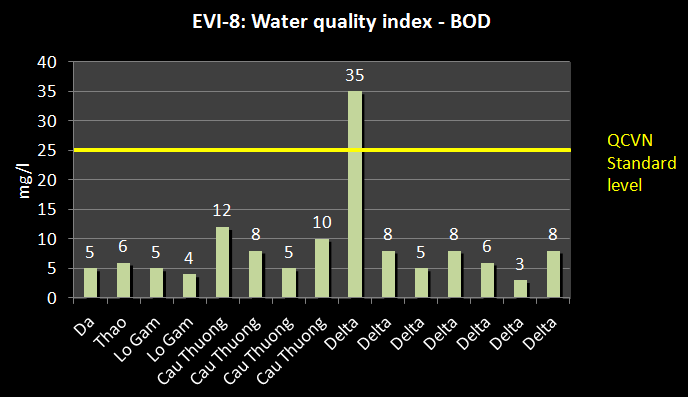 EVI-8: Water quality index - BOD
40
35
30
25
20
15
10
5
0
mg/l
5
6
5
4
12
8
5
10
35
8
5
8
6
3
8
Da
Thao
Lo Gam
Lo Gam
Cau Thuong
Cau Thuong
Cau Thuong
Cau Thuong
Delta
Delta
Delta
Delta
Delta
Delta
Delta
QCVN
Standard
level